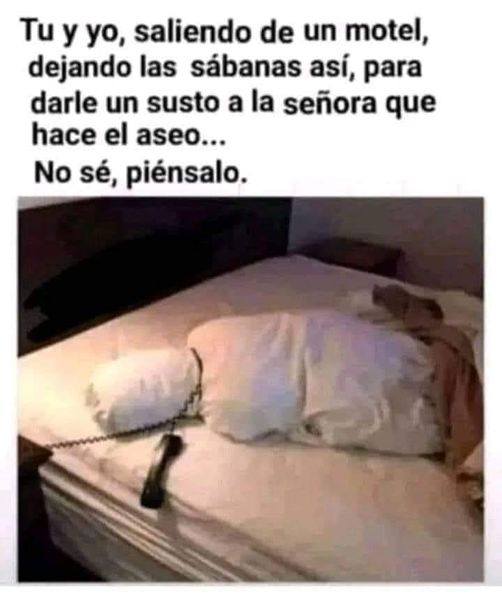 Tu y yo, saliendo de un motel,
dejando las sábanas así, para
darle un susto a la señora que
hace el aseo...
No sé, piénsalo.